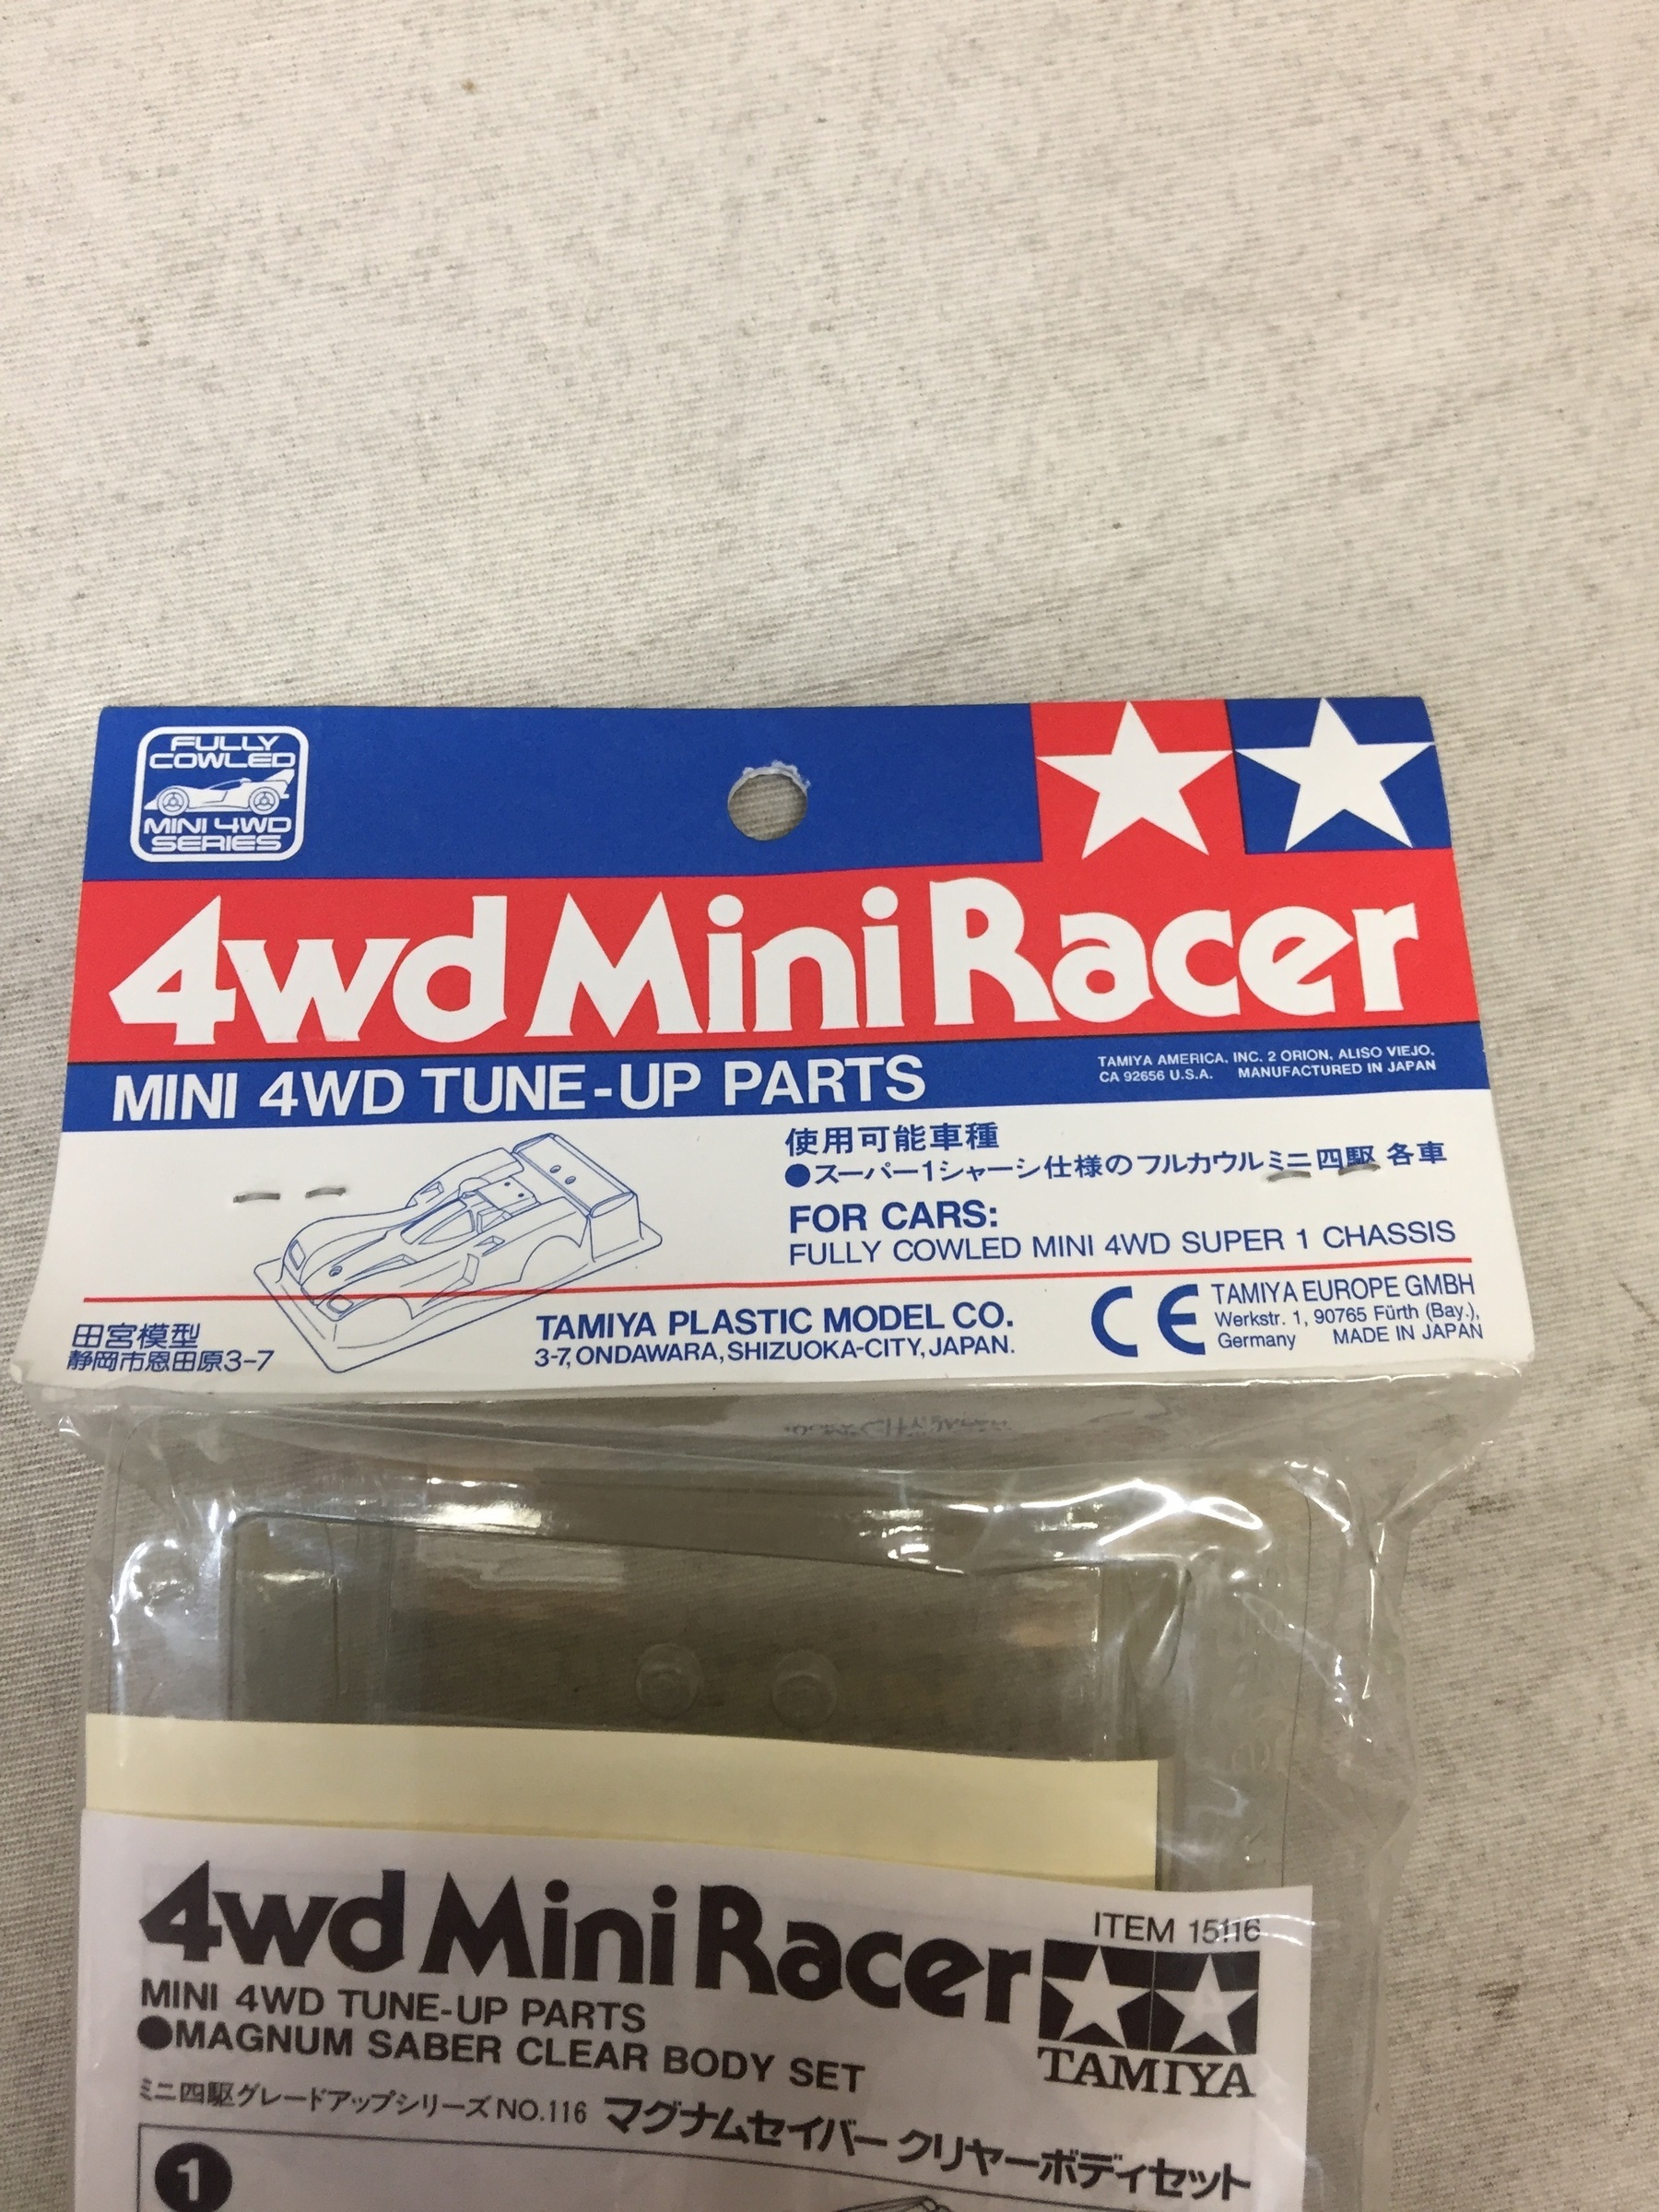 FULLY
COWLED
MINI 4WD
SERIES
4wd Mini Racer
MINI 4WD TUNE-UP PARTS
TAMIYA AMERICA, INC. 2 ORION, ALISO VIEJO,
CA 92656 U.S.A. MANUFACTURED IN JAPAN
使用可能車種
●スーパー1シャーシ仕様のフルカウルミニ四駆 各車
FOR CARS:
FULLY COWLED MINI 4WD SUPER 1 CHASSIS
田宮模型
静岡市恩田原3-7
TAMIYA PLASTIC MODEL CO.
3-7, ONDAWARA, SHIZUOKA-CITY, JAPAN.
CE
TAMIYA EUROPE GMBH
Werkstr. 1, 90765 Fürth (Bay.),
Germany MADE IN JAPAN
4wd Mini Racer
ITEM 15116
MINI 4WD TUNE-UP PARTS
●MAGNUM SABER CLEAR BODY SET
TAMIYA
ミニ四駆グレードアップシリーズ NO.116 マグナムセイバー クリヤーボディセット
1